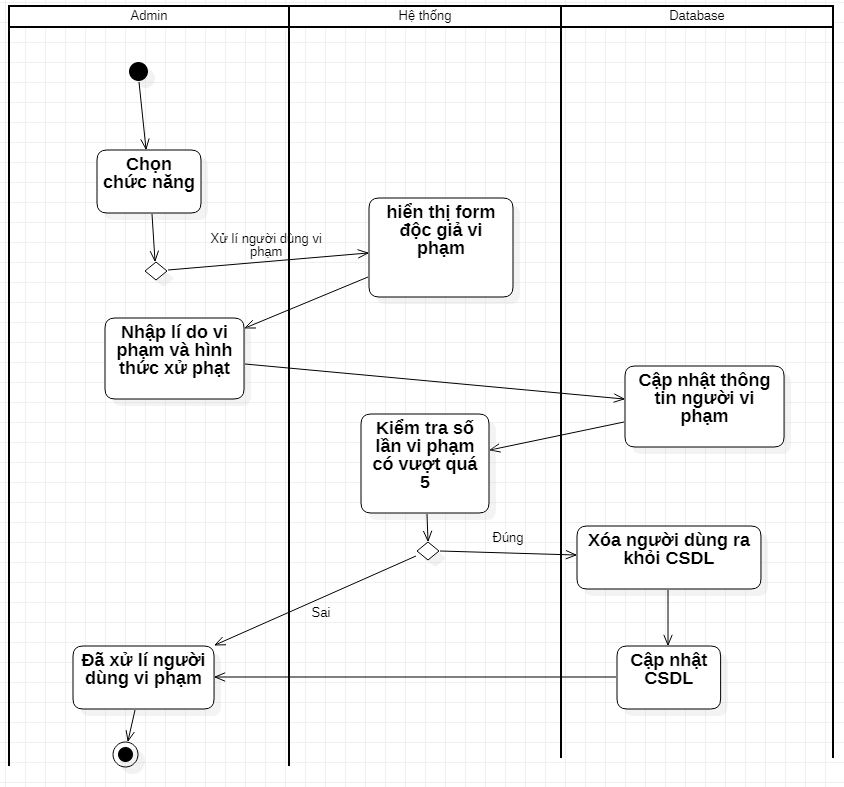 Admin
Hệ thống
Database
Chọn
chức năng
Xử lí người dùng vi
phạm
hiển thị form
độc giả vi
phạm
Nhập lí do vi
phạm và hình
thức xử phạt
Cập nhật thông
tin người vi
phạm
Kiểm tra số
lần vi phạm
có vượt quá
5
Đúng
Xóa người dùng ra
khỏi CSDL
Sai
Đã xử lí người
dùng vi phạm
Cập nhật
CSDL